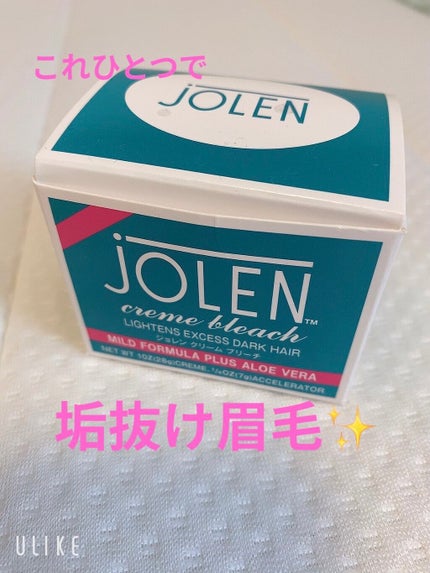 これひとつで
JOLEN
JOLEN™
creme bleach
LIGHTENS EXCESS DARK HAIR
ジョレン クリーム ブリーチ
MILD FORMULA PLUS ALOE VERA
NET WT 1OZ(28g)CREME, 1/4OZ(7g)ACCELERATOR
垢抜け眉毛✨
ULIKE